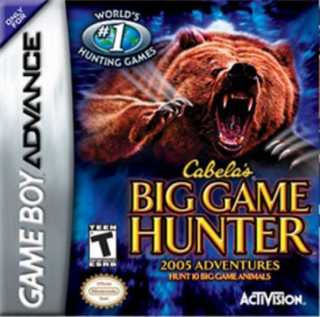 ONLY
FOR
GAME BOY ADVANCE
WORLD'S
#1
HUNTING GAMES
Cabela's
BIG GAME
HUNTER
2005 ADVENTURES
HUNT 10 BIG GAME ANIMALS
TEEN
T
ESRB
Official
Nintendo
Seal
ACTIVISION.